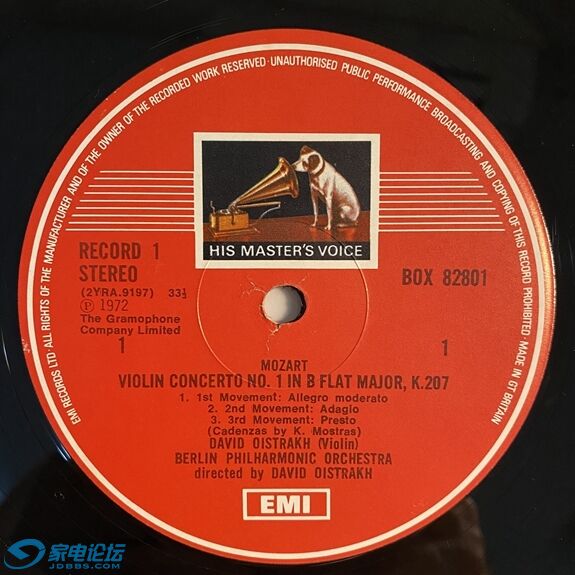 EMI RECORDS LTD · ALL RIGHTS OF THE MANUFACTURER AND OF THE OWNER OF THE RECORDED WORK RESERVED · UNAUTHORISED PUBLIC PERFORMANCE BROADCASTING AND COPYING OF THIS RECORD PROHIBITED · MADE IN GT BRITAIN
HIS MASTER'S VOICE
RECORD 1
STEREO
BOX 82801
(2YRA.9197) 33⅓
Ⓟ 1972
The Gramophone
Company Limited
1
1
MOZART
VIOLIN CONCERTO NO. 1 IN B FLAT MAJOR, K.207
1. 1st Movement: Allegro moderato
2. 2nd Movement: Adagio
3. 3rd Movement: Presto
(Cadenzas by K. Mostras)
DAVID OISTRAKH (Violin)
BERLIN PHILHARMONIC ORCHESTRA
directed by DAVID OISTRAKH
EMI
家电论坛
JDBBS.COM